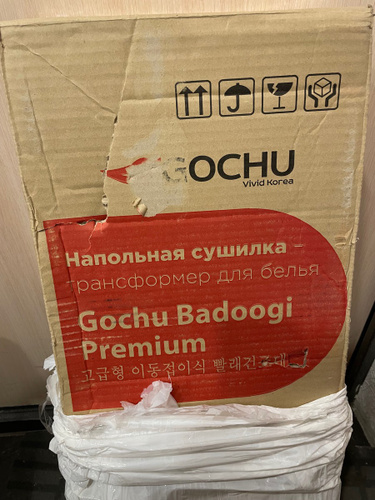 GOCHU
Vivid Korea
Напольная сушилка –
трансформер для белья
Gochu Badoogi
Premium
고급형 이동접이식 빨래건조대